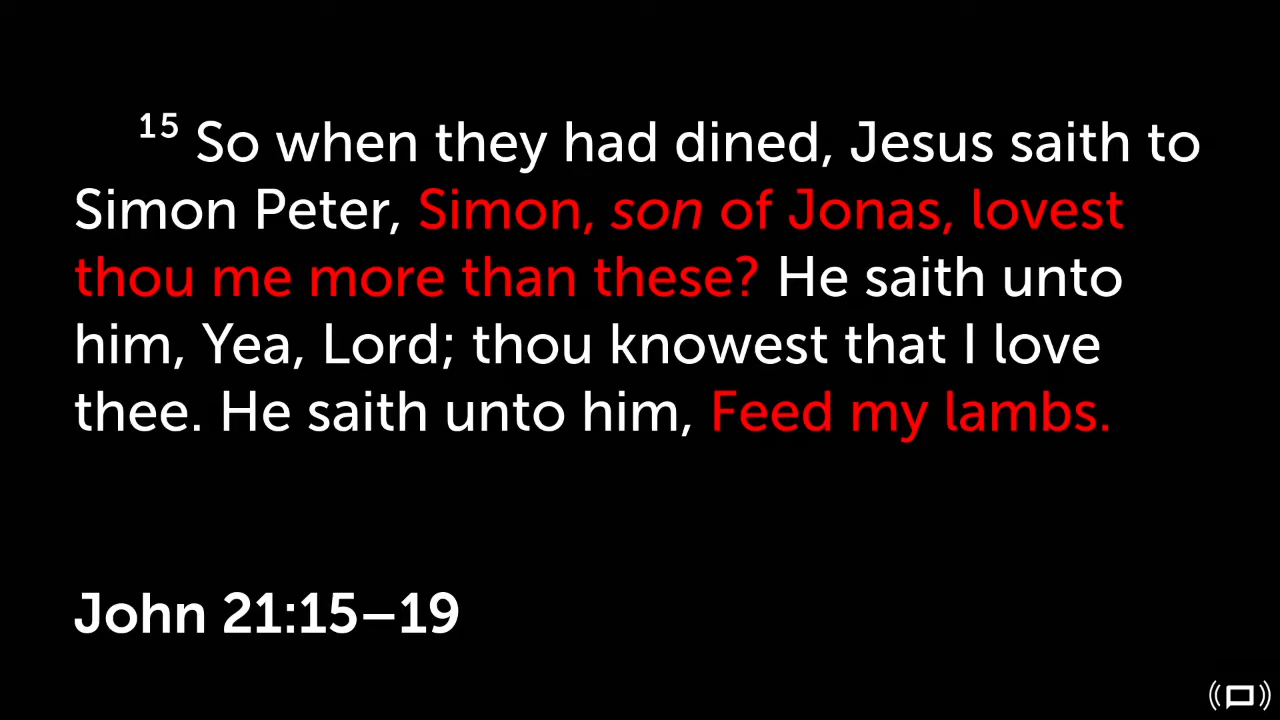 15 So when they had dined, Jesus saith to
Simon Peter, Simon, son of Jonas, lovest
thou me more than these? He saith unto
him, Yea, Lord; thou knowest that I love
thee. He saith unto him, Feed my lambs.
John 21:15–19